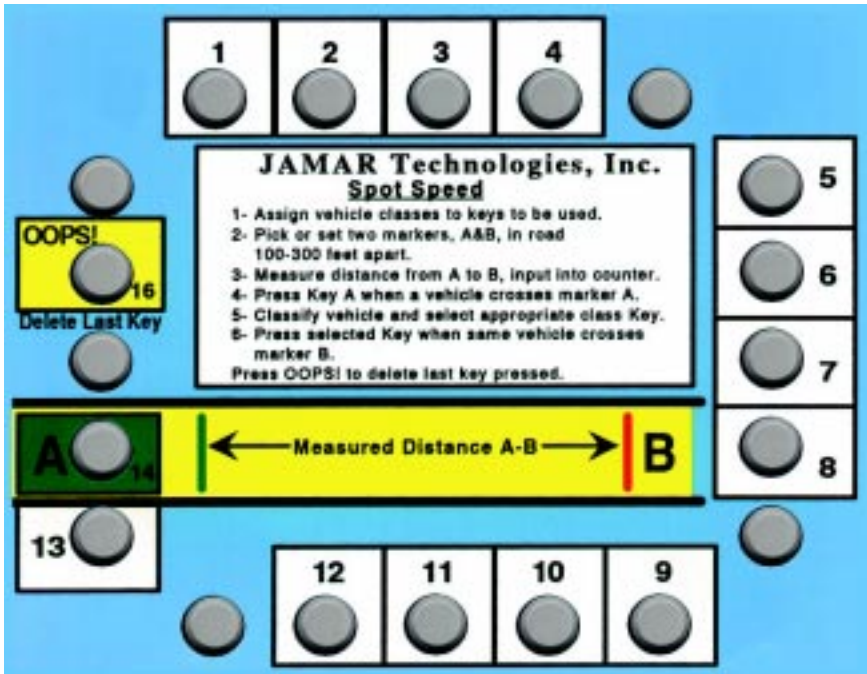 1 2 3 4
JAMAR Technologies, Inc.
Spot Speed
1- Assign vehicle classes to keys to be used.
2- Pick or set two markers, A&B, in road
100-300 feet apart.
3- Measure distance from A to B, input into counter.
4- Press Key A when a vehicle crosses marker A.
5- Classify vehicle and select appropriate class Key.
6- Press selected Key when same vehicle crosses
marker B.
Press OOPS! to delete last key pressed.
OOPS!
16
Delete Last Key
5
6
7
8
A
14
Measured Distance A-B
B
13
12 11 10 9